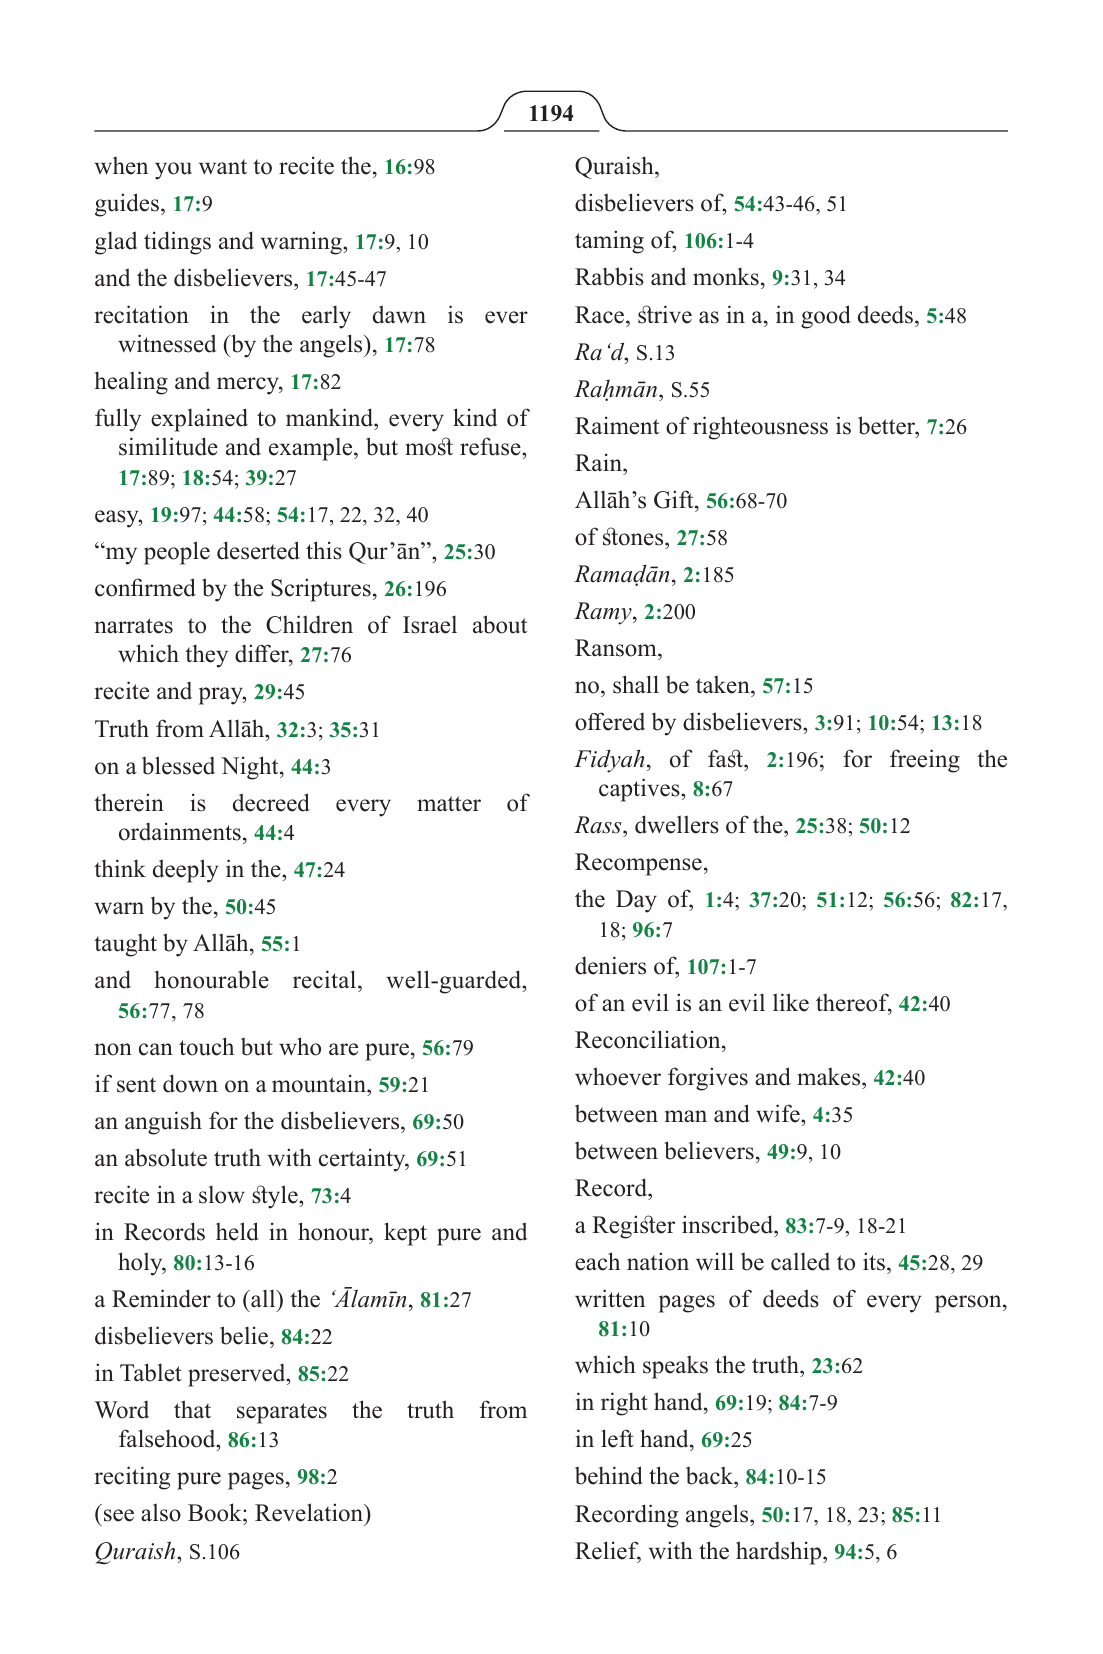 1194
when you want to recite the, 16:98
guides, 17:9
glad tidings and warning, 17:9, 10
and the disbelievers, 17:45-47
recitation in the early dawn is ever
witnessed (by the angels), 17:78
healing and mercy, 17:82
fully explained to mankind, every kind of
similitude and example, but most refuse,
17:89; 18:54; 39:27
easy, 19:97; 44:58; 54:17, 22, 32, 40
“my people deserted this Qur’ān”, 25:30
confirmed by the Scriptures, 26:196
narrates to the Children of Israel about
which they differ, 27:76
recite and pray, 29:45
Truth from Allāh, 32:3; 35:31
on a blessed Night, 44:3
therein is decreed every matter of
ordainments, 44:4
think deeply in the, 47:24
warn by the, 50:45
taught by Allāh, 55:1
and honourable recital, well-guarded,
56:77, 78
non can touch but who are pure, 56:79
if sent down on a mountain, 59:21
an anguish for the disbelievers, 69:50
an absolute truth with certainty, 69:51
recite in a slow style, 73:4
in Records held in honour, kept pure and
holy, 80:13-16
a Reminder to (all) the ‘Ālamīn, 81:27
disbelievers belie, 84:22
in Tablet preserved, 85:22
Word that separates the truth from
falsehood, 86:13
reciting pure pages, 98:2
(see also Book; Revelation)
Quraish, S.106
Quraish,
disbelievers of, 54:43-46, 51
taming of, 106:1-4
Rabbis and monks, 9:31, 34
Race, strive as in a, in good deeds, 5:48
Ra‘d, S.13
Raḥmān, S.55
Raiment of righteousness is better, 7:26
Rain,
Allāh’s Gift, 56:68-70
of stones, 27:58
Ramaḍān, 2:185
Ramy, 2:200
Ransom,
no, shall be taken, 57:15
offered by disbelievers, 3:91; 10:54; 13:18
Fidyah, of fast, 2:196; for freeing the
captives, 8:67
Rass, dwellers of the, 25:38; 50:12
Recompense,
the Day of, 1:4; 37:20; 51:12; 56:56; 82:17,
18; 96:7
deniers of, 107:1-7
of an evil is an evil like thereof, 42:40
Reconciliation,
whoever forgives and makes, 42:40
between man and wife, 4:35
between believers, 49:9, 10
Record,
a Register inscribed, 83:7-9, 18-21
each nation will be called to its, 45:28, 29
written pages of deeds of every person,
81:10
which speaks the truth, 23:62
in right hand, 69:19; 84:7-9
in left hand, 69:25
behind the back, 84:10-15
Recording angels, 50:17, 18, 23; 85:11
Relief, with the hardship, 94:5, 6